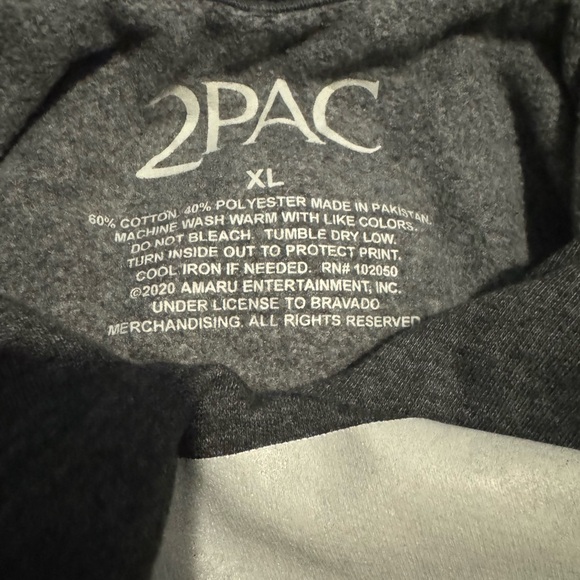 2PAC
XL
60% COTTON 40% POLYESTER MADE IN PAKISTAN.
MACHINE WASH WARM WITH LIKE COLORS.
DO NOT BLEACH. TUMBLE DRY LOW.
TURN INSIDE OUT TO PROTECT PRINT.
COOL IRON IF NEEDED. RN# 102050
©2020 AMARU ENTERTAINMENT, INC.
UNDER LICENSE TO BRAVADO
MERCHANDISING. ALL RIGHTS RESERVED